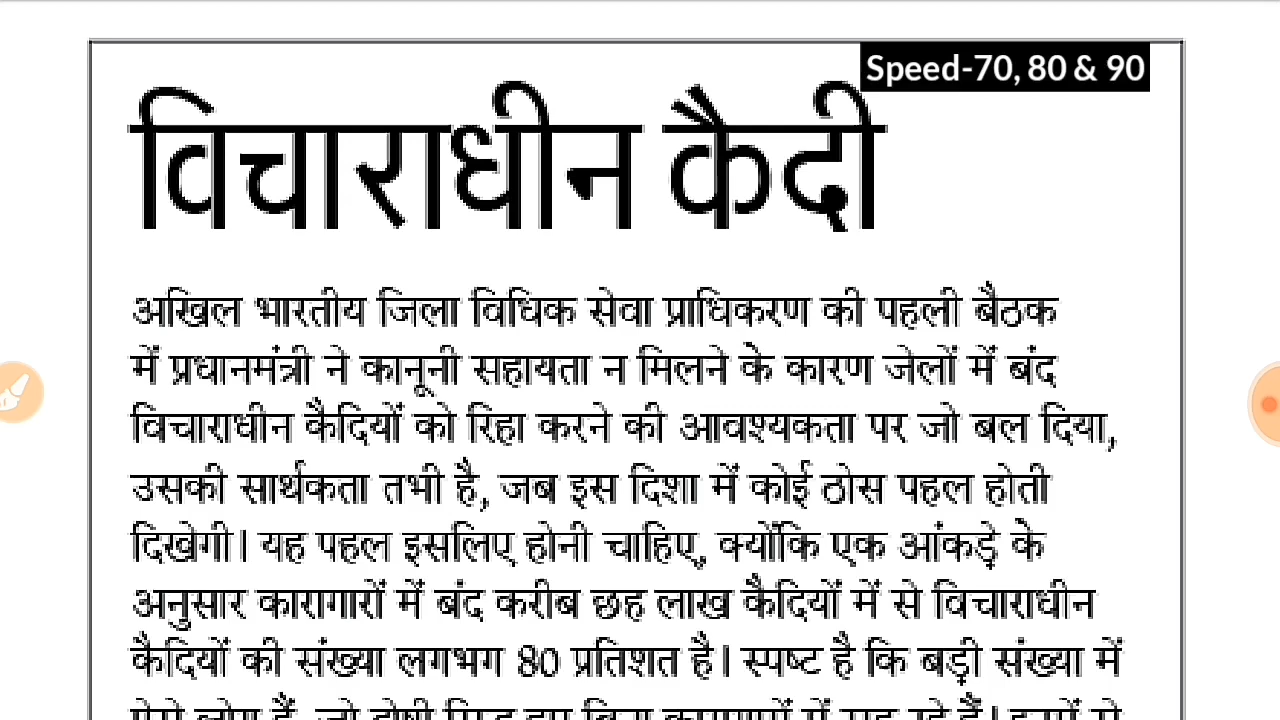 Speed-70, 80 & 90
विचाराधीन कैदी
अखिल भारतीय जिला विधिक सेवा प्राधिकरण की पहली बैठक
में प्रधानमंत्री ने कानूनी सहायता न मिलने के कारण जेलों में बंद
विचाराधीन कैदियों को रिहा करने की आवश्यकता पर जो बल दिया,
उसकी सार्थकता तभी है, जब इस दिशा में कोई ठोस पहल होती
दिखेगी। यह पहल इसलिए होनी चाहिए, क्योंकि एक आंकड़े के
अनुसार कारागारों में बंद करीब छह लाख कैदियों में से विचाराधीन
कैदियों की संख्या लगभग 80 प्रतिशत है। स्पष्ट है कि बड़ी संख्या में